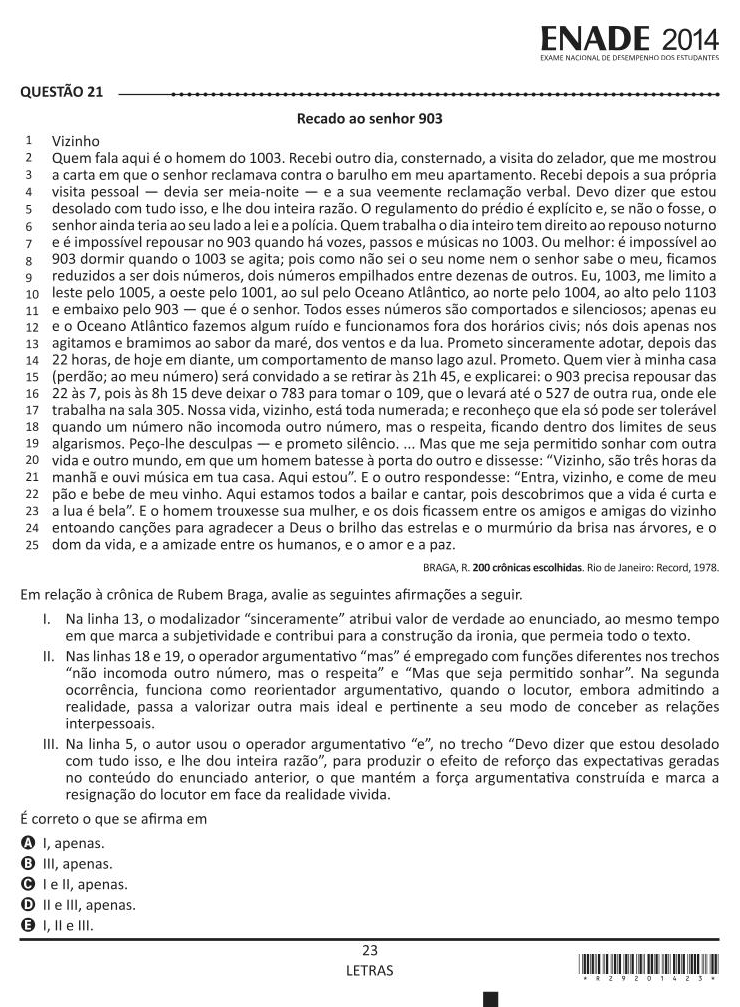 ENADE 2014
EXAME NACIONAL DE DESEMPENHO DOS ESTUDANTES
QUESTÃO 21
Recado ao senhor 903
1 Vizinho
2 Quem fala aqui é o homem do 1003. Recebi outro dia, consternado, a visita do zelador, que me mostrou
3 a carta em que o senhor reclamava contra o barulho em meu apartamento. Recebi depois a sua própria
4 visita pessoal — devia ser meia-noite — e a sua veemente reclamação verbal. Devo dizer que estou
5 desolado com tudo isso, e lhe dou inteira razão. O regulamento do prédio é explícito e, se não o fosse, o
6 senhor ainda teria ao seu lado a lei e a polícia. Quem trabalha o dia inteiro tem direito ao repouso noturno
7 e é impossível repousar no 903 quando há vozes, passos e músicas no 1003. Ou melhor: é impossível ao
8 903 dormir quando o 1003 se agita; pois como não sei o seu nome nem o senhor sabe o meu, ficamos
9 reduzidos a ser dois números, dois números empilhados entre dezenas de outros. Eu, 1003, me limito a
10 leste pelo 1005, a oeste pelo 1001, ao sul pelo Oceano Atlântico, ao norte pelo 1004, ao alto pelo 1103
11 e embaixo pelo 903 — que é o senhor. Todos esses números são comportados e silenciosos; apenas eu
12 e o Oceano Atlântico fazemos algum ruído e funcionamos fora dos horários civis; nós dois apenas nos
13 agitamos e bramimos ao sabor da maré, dos ventos e da lua. Prometo sinceramente adotar, depois das
14 22 horas, de hoje em diante, um comportamento de manso lago azul. Prometo. Quem vier à minha casa
15 (perdão; ao meu número) será convidado a se retirar às 21h 45, e explicarei: o 903 precisa repousar das
16 22 às 7, pois às 8h 15 deve deixar o 783 para tomar o 109, que o levará até o 527 de outra rua, onde ele
17 trabalha na sala 305. Nossa vida, vizinho, está toda numerada; e reconheço que ela só pode ser tolerável
18 quando um número não incomoda outro número, mas o respeita, ficando dentro dos limites de seus
19 algarismos. Peço-lhe desculpas — e prometo silêncio. ... Mas que me seja permitido sonhar com outra
20 vida e outro mundo, em que um homem batesse à porta do outro e dissesse: “Vizinho, são três horas da
21 manhã e ouvi música em tua casa. Aqui estou”. E o outro respondesse: “Entra, vizinho, e come de meu
22 pão e bebe de meu vinho. Aqui estamos todos a bailar e cantar, pois descobrimos que a vida é curta e
23 a lua é bela”. E o homem trouxesse sua mulher, e os dois ficassem entre os amigos e amigas do vizinho
24 entoando canções para agradecer a Deus o brilho das estrelas e o murmúrio da brisa nas árvores, e o
25 dom da vida, e a amizade entre os humanos, e o amor e a paz.
BRAGA, R. 200 crônicas escolhidas. Rio de Janeiro: Record, 1978.
Em relação à crônica de Rubem Braga, avalie as seguintes afirmações a seguir.
I. Na linha 13, o modalizador “sinceramente” atribui valor de verdade ao enunciado, ao mesmo tempo
em que marca a subjetividade e contribui para a construção da ironia, que permeia todo o texto.
II. Nas linhas 18 e 19, o operador argumentativo “mas” é empregado com funções diferentes nos trechos
“não incomoda outro número, mas o respeita” e “Mas que seja permitido sonhar”. Na segunda
ocorrência, funciona como reorientador argumentativo, quando o locutor, embora admitindo a
realidade, passa a valorizar outra mais ideal e pertinente a seu modo de conceber as relações
interpessoais.
III. Na linha 5, o autor usou o operador argumentativo “e”, no trecho “Devo dizer que estou desolado
com tudo isso, e lhe dou inteira razão”, para produzir o efeito de reforço das expectativas geradas
no conteúdo do enunciado anterior, o que mantém a força argumentativa construída e marca a
resignação do locutor em face da realidade vivida.
É correto o que se afirma em
A I, apenas.
B III, apenas.
C I e II, apenas.
D II e III, apenas.
E I, II e III.
23
LETRAS
* R 2 9 2 0 1 4 2 3 *